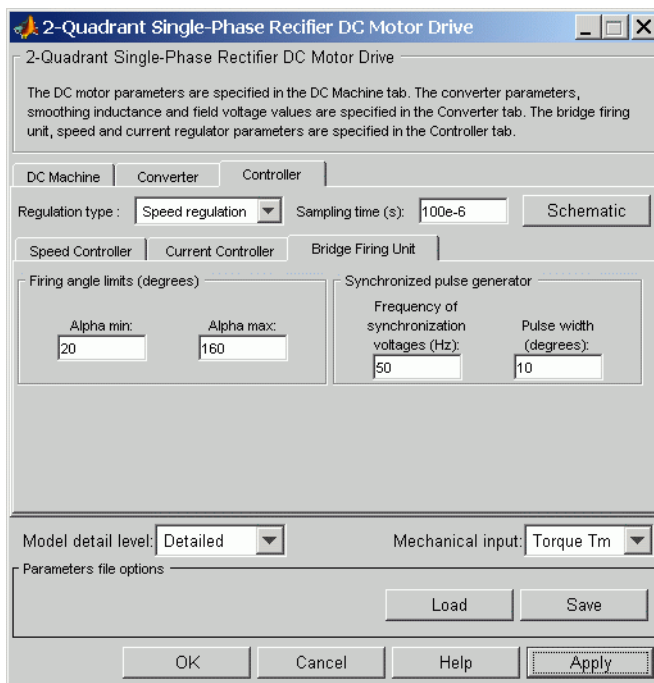 2-Quadrant Single-Phase Recifier DC Motor Drive
2-Quadrant Single-Phase Rectifier DC Motor Drive
The DC motor parameters are specified in the DC Machine tab. The converter parameters,
smoothing inductance and field voltage values are specified in the Converter tab. The bridge firing
unit, speed and current regulator parameters are specified in the Controller tab.
DC Machine Converter Controller
Regulation type : Speed regulation Sampling time (s): 100e-6 Schematic
Speed Controller Current Controller Bridge Firing Unit
Firing angle limits (degrees)
Alpha min: Alpha max:
20 160
Synchronized pulse generator
Frequency of
synchronization
voltages (Hz):
50
Pulse width
(degrees):
10
Model detail level: Detailed Mechanical input: Torque Tm
Parameters file options
Load Save
OK Cancel Help Apply